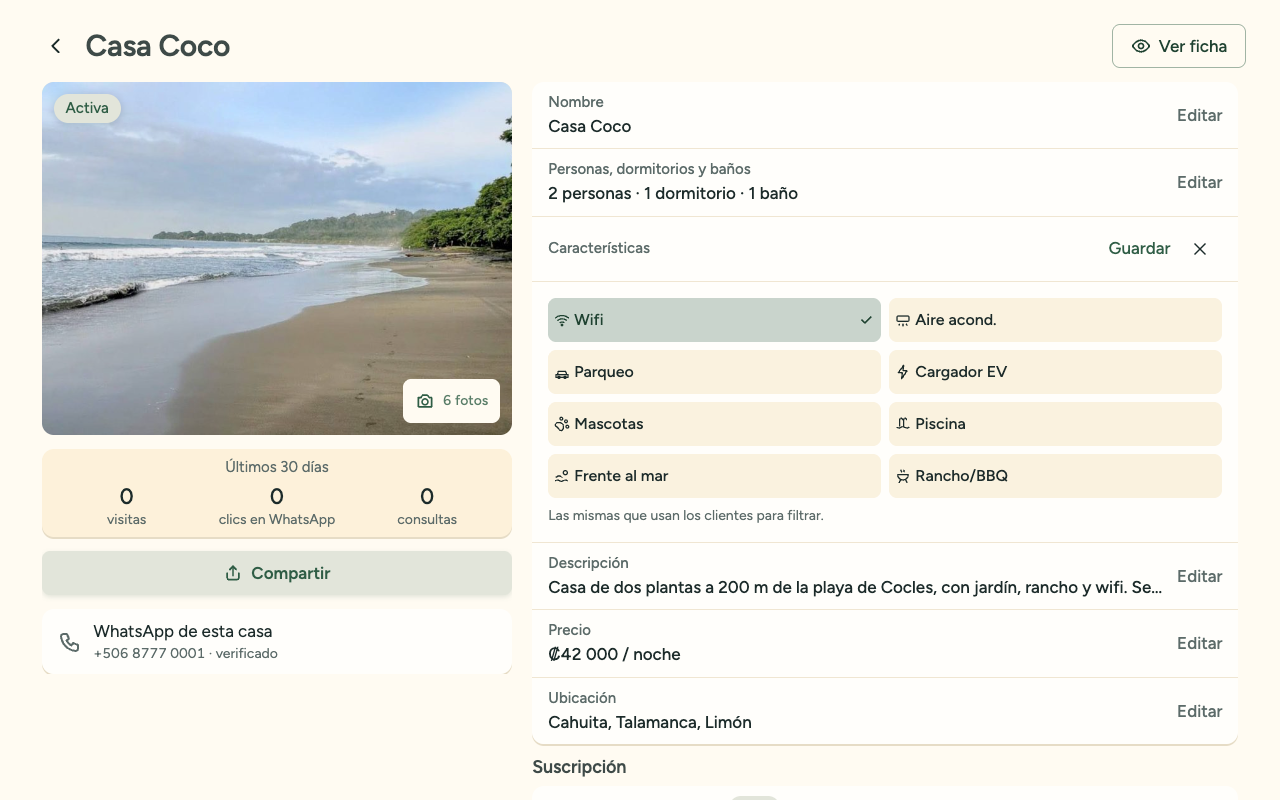 Casa Coco
Ver ficha
Activa
6 fotos
Últimos 30 días
0 0 0
visitas clics en WhatsApp consultas
Compartir
WhatsApp de esta casa
+506 8777 0001 · verificado
Nombre
Casa Coco
Editar
Personas, dormitorios y baños
2 personas · 1 dormitorio · 1 baño
Editar
Características
Guardar
Wifi
Aire acond.
Parqueo
Cargador EV
Mascotas
Piscina
Frente al mar
Rancho/BBQ
Las mismas que usan los clientes para filtrar.
Descripción
Casa de dos plantas a 200 m de la playa de Cocles, con jardín, rancho y wifi. Se...
Editar
Precio
₡42 000 / noche
Editar
Ubicación
Cahuita, Talamanca, Limón
Editar
Suscripción